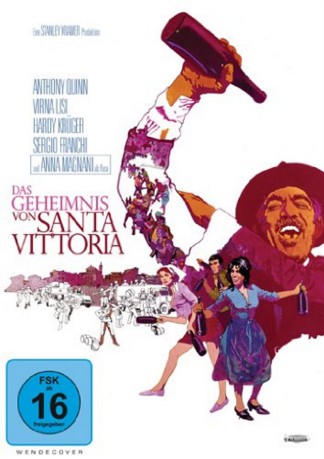 Eine STANLEY KRAMER Produktion
ANTHONY QUINN
VIRNA LISI
HARDY KRÜGER
SERGIO FRANCHI
und ANNA MAGNANI als Rosa
DAS
GEHEIMNIS
VON SANTA
VITTORIA
FSK
ab
16
freigegeben
WENDECOVER